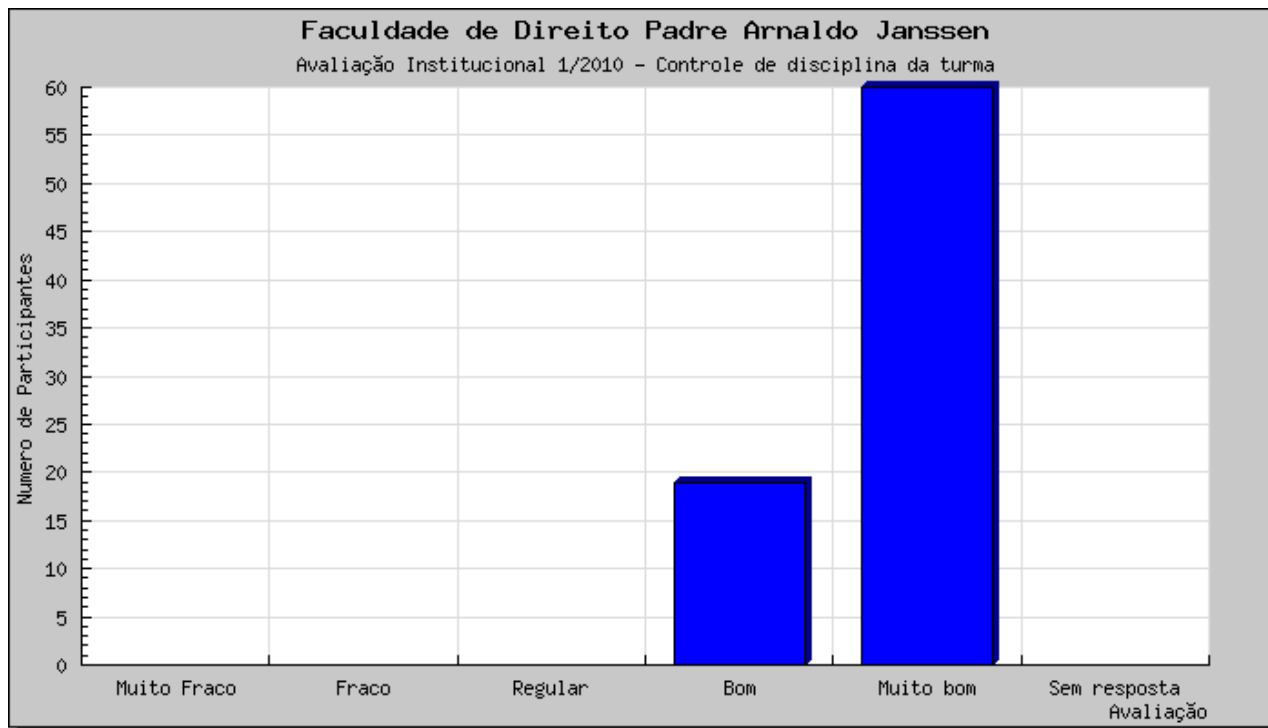 Faculdade de Direito Padre Arnaldo Janssen
Avaliação Institucional 1/2010 - Controle de disciplina da turma
Numero de Participantes
60
55
50
45
40
35
30
25
20
15
10
5
0
Muito Fraco
Fraco
Regular
Bom
Muito bom
Sem resposta
Avaliação